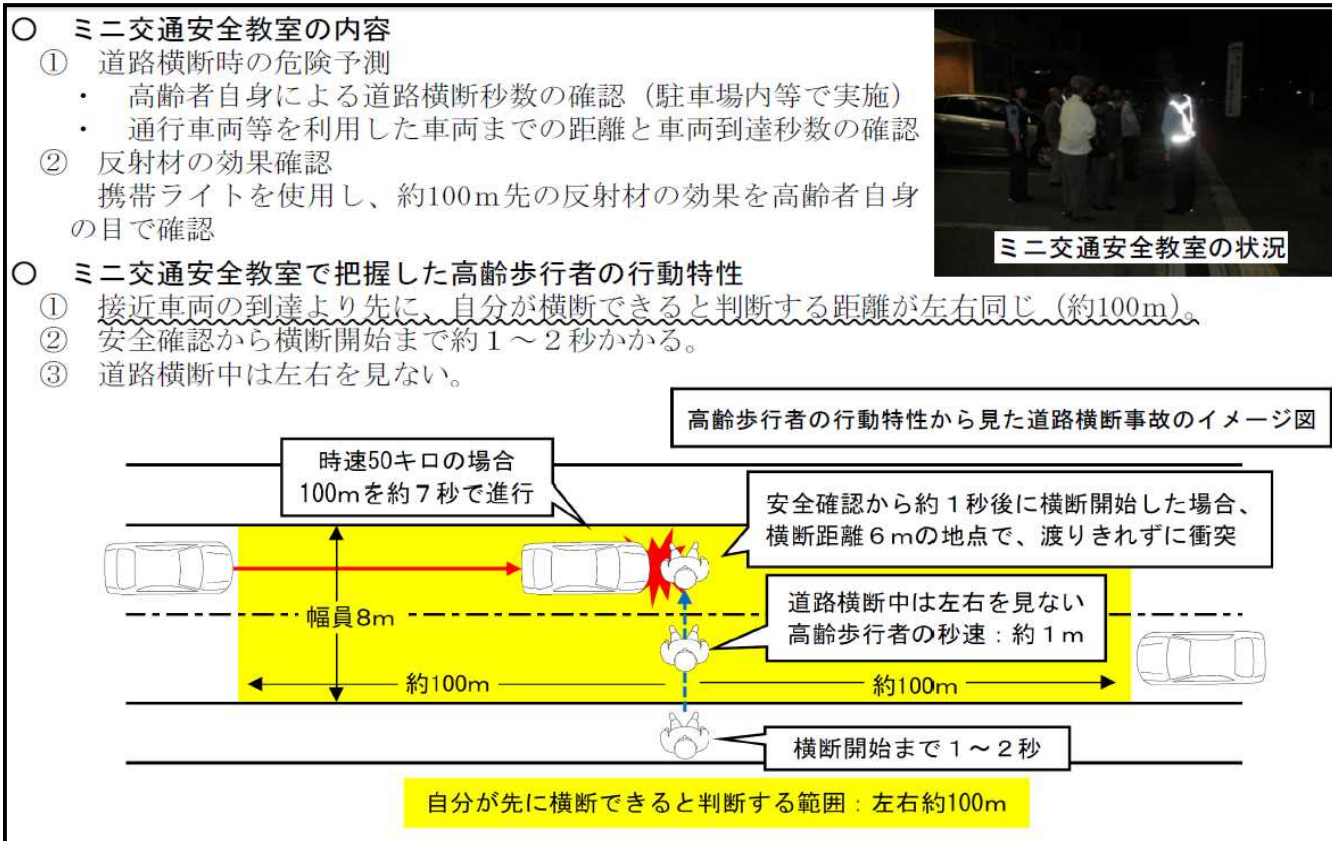 ○ ミニ交通安全教室の内容
① 道路横断時の危険予測
・ 高齢者自身による道路横断秒数の確認（駐車場内等で実施）
・ 通行車両等を利用した車両までの距離と車両到達秒数の確認
② 反射材の効果確認
携帯ライトを使用し、約100ｍ先の反射材の効果を高齢者自身
の目で確認
ミニ交通安全教室の状況
○ ミニ交通安全教室で把握した高齢歩行者の行動特性
① 接近車両の到達より先に、自分が横断できると判断する距離が左右同じ（約100ｍ）。
② 安全確認から横断開始まで約１～２秒かかる。
③ 道路横断中は左右を見ない。
高齢歩行者の行動特性から見た道路横断事故のイメージ図
時速50キロの場合
100ｍを約７秒で進行
安全確認から約１秒後に横断開始した場合、
横断距離６ｍの地点で、渡りきれずに衝突
幅員8ｍ
道路横断中は左右を見ない
高齢歩行者の秒速：約１ｍ
約100ｍ
約100ｍ
横断開始まで１～２秒
自分が先に横断できると判断する範囲：左右約100ｍ